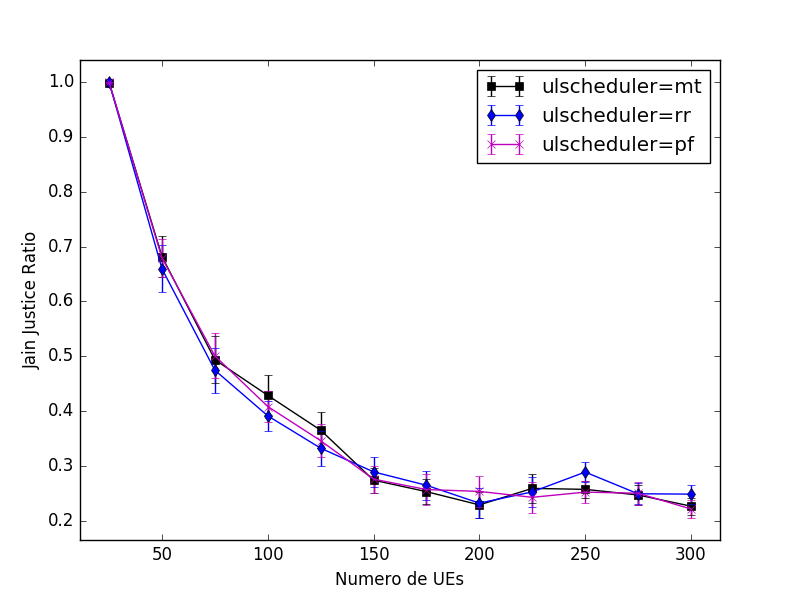 ulscheduler=mt
ulscheduler=rr
ulscheduler=pf
1.0
0.9
0.8
0.7
0.6
0.5
0.4
0.3
0.2
Jain Justice Ratio
50 100 150 200 250 300
Numero de UEs